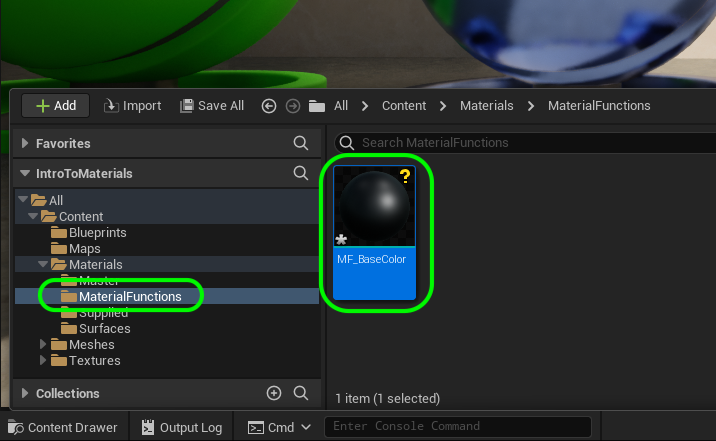 Add Import Save All All Content Materials MaterialFunctions
Favorites
Search MaterialFunctions
IntroToMaterials
All
Content
Blueprints
Maps
Materials
Master
MaterialFunctions
Supplied
Surfaces
Meshes
Textures
?
*
MF_BaseColor
Collections
1 item (1 selected)
Content Drawer Output Log Cmd Enter Console Command